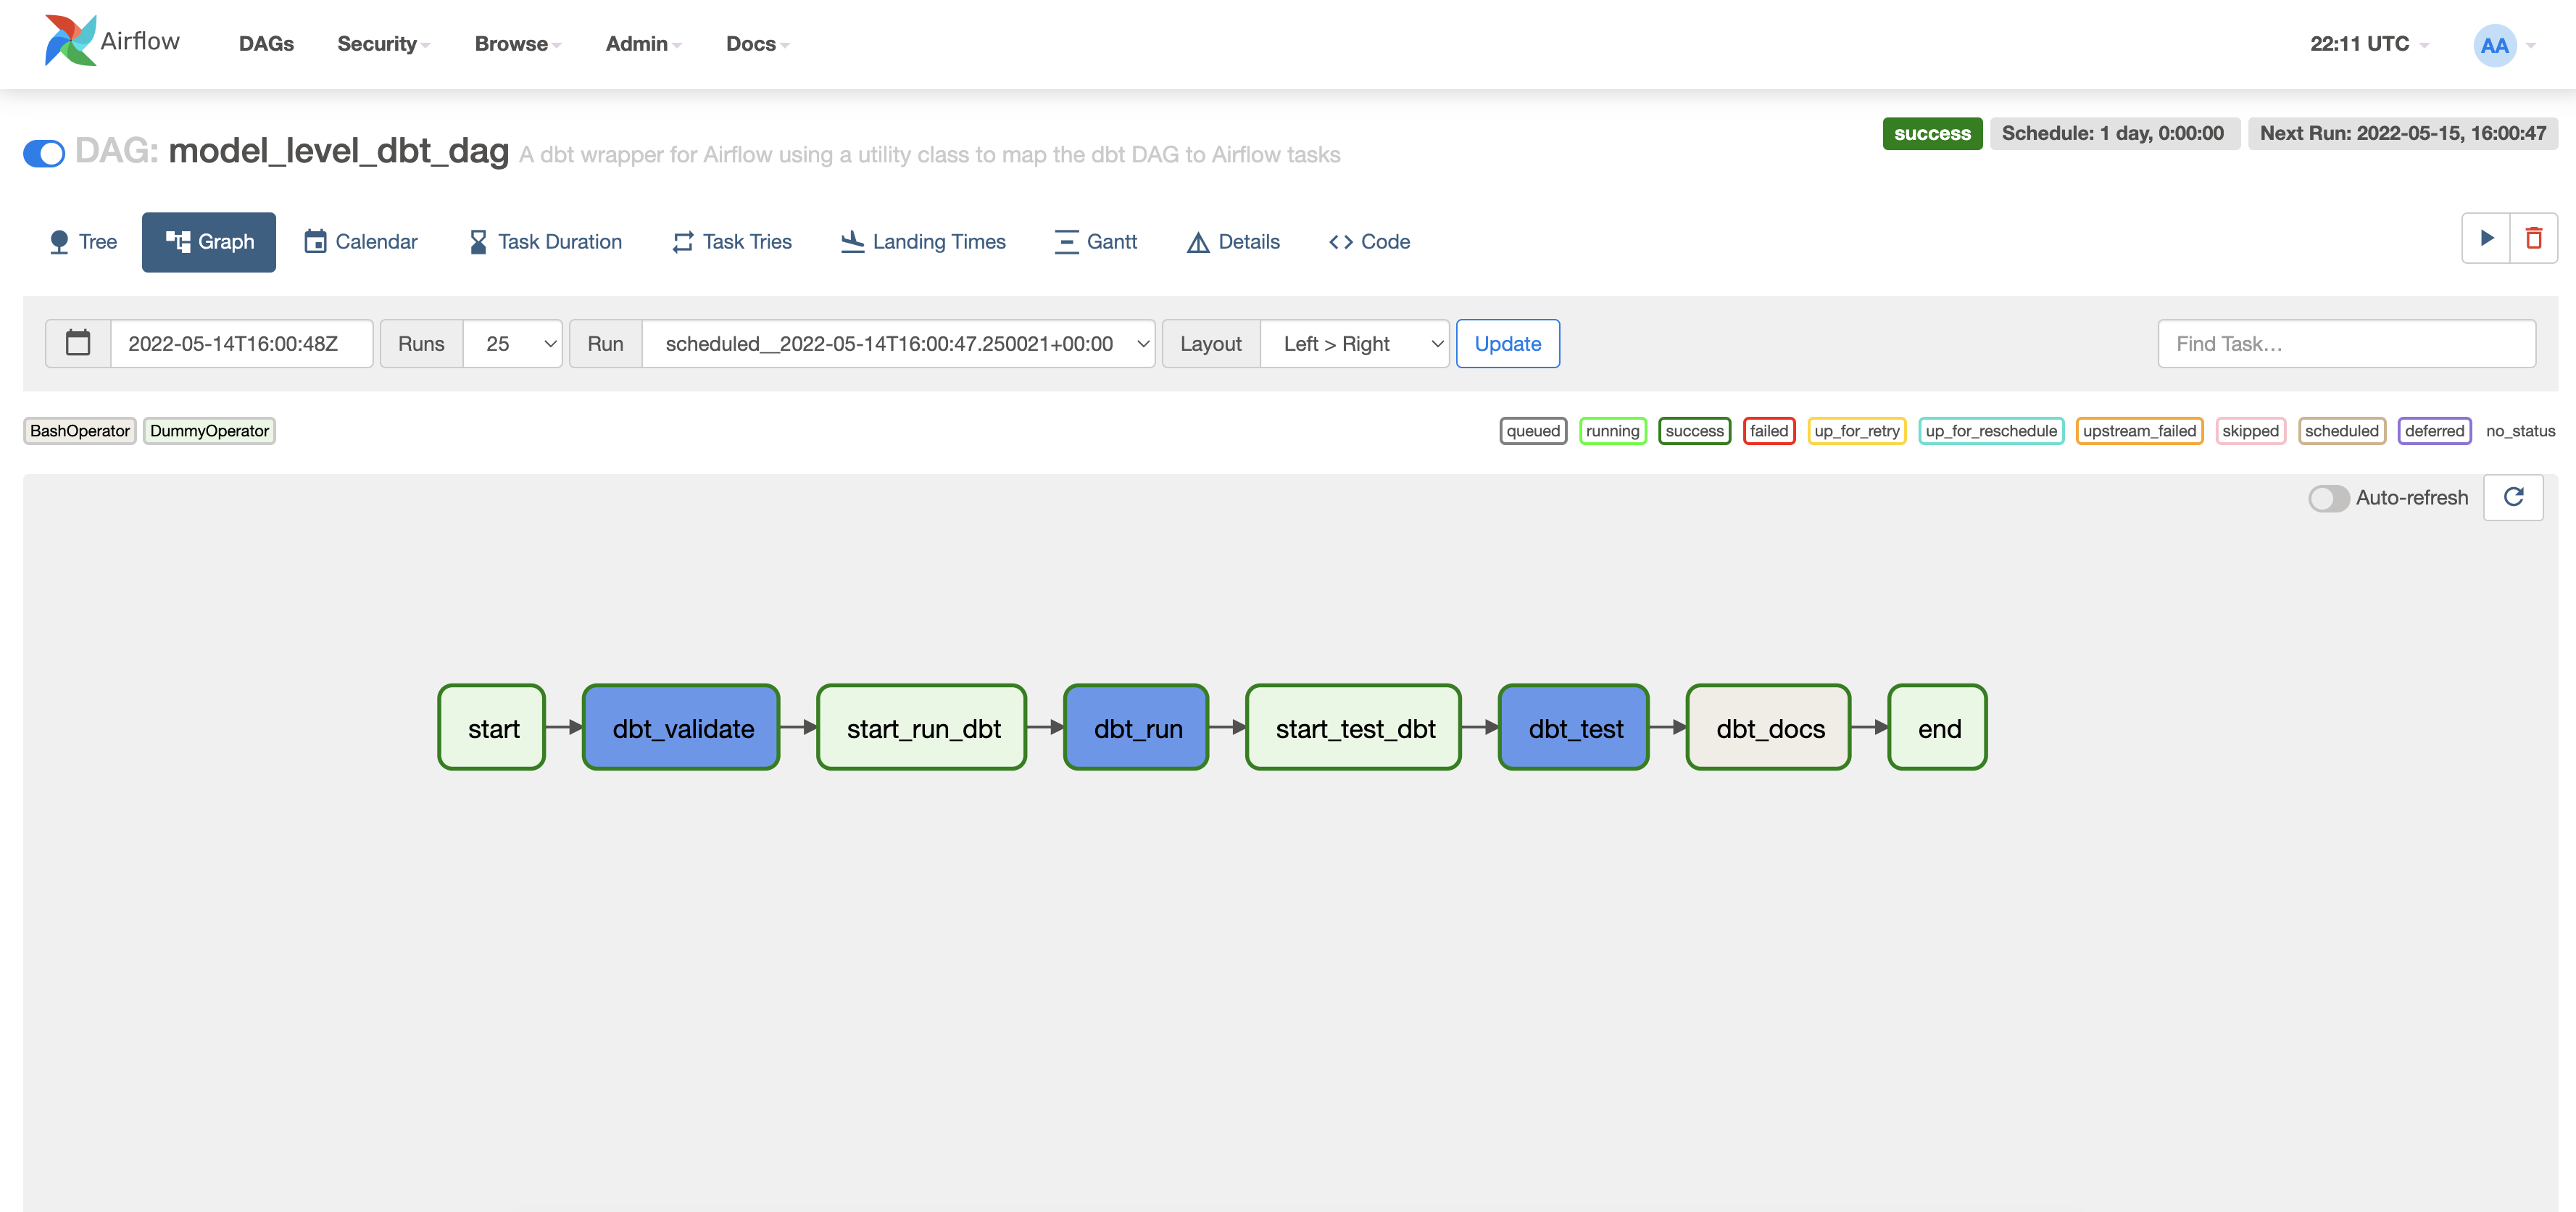 Airflow DAGs Security Browse Admin Docs 22:11 UTC AA
DAG: model_level_dbt_dag A dbt wrapper for Airflow using a utility class to map the dbt DAG to Airflow tasks success Schedule: 1 day, 0:00:00 Next Run: 2022-05-15, 16:00:47
Tree Graph Calendar Task Duration Task Tries Landing Times Gantt Details Code
2022-05-14T16:00:48Z Runs 25 Run scheduled__2022-05-14T16:00:47.250021+00:00 Layout Left > Right Update Find Task…
BashOperator DummyOperator queued running success failed up_for_retry up_for_reschedule upstream_failed skipped scheduled deferred no_status
Auto-refresh
start dbt_validate start_run_dbt dbt_run start_test_dbt dbt_test dbt_docs end